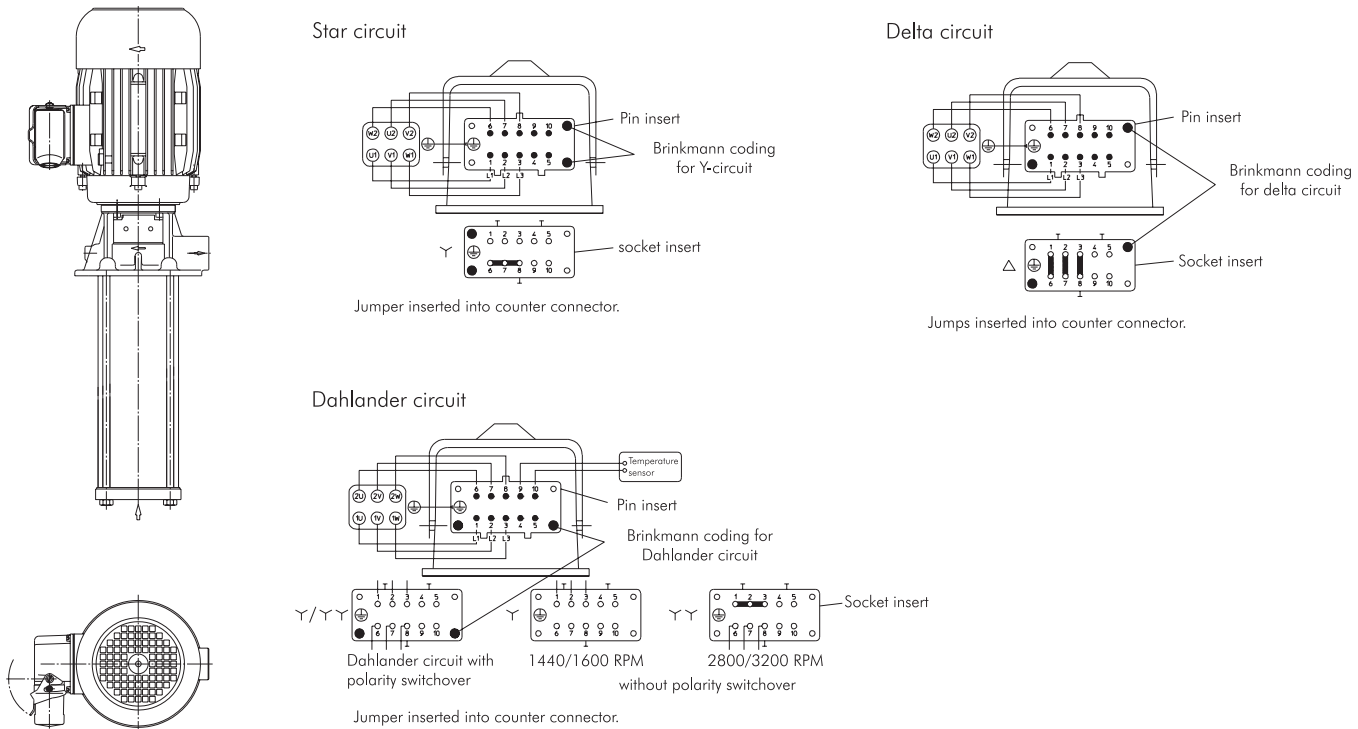 Star circuit
W2 U2 V2
U1 V1 W1
6 7 8 9 10
1 2 3 4 5
L1 L2 L3
Pin insert
Brinkmann coding
for Y-circuit
1 2 3 4 5
6 7 8 9 10
socket insert
Jumper inserted into counter connector.
Delta circuit
W2 U2 V2
U1 V1 W1
6 7 8 9 10
1 2 3 4 5
L1 L2 L3
Pin insert
Brinkmann coding
for delta circuit
1 2 3 4 5
6 7 8 9 10
Socket insert
Jumps inserted into counter connector.
Dahlander circuit
2U 2V 2W
1U 1V 1W
6 7 8 9 10
1 2 3 4 5
L1 L2 L3
Temperature
sensor
Pin insert
Brinkmann coding for
Dahlander circuit
1 2 3 4 5
6 7 8 9 10
Dahlander circuit with
polarity switchover
1 2 3 4 5
6 7 8 9 10
1440/1600 RPM
1 2 3 4 5
6 7 8 9 10
Socket insert
2800/3200 RPM
without polarity switchover
Jumper inserted into counter connector.